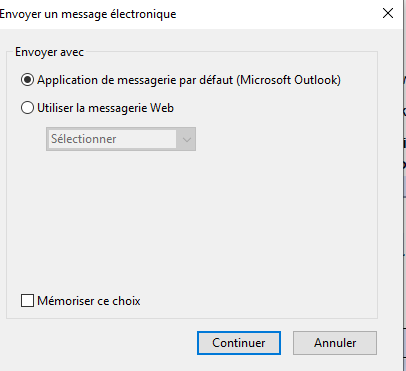 Envoyer un message électronique
Envoyer avec
Application de messagerie par défaut (Microsoft Outlook)
Utiliser la messagerie Web
Sélectionner
Mémoriser ce choix
Continuer
Annuler